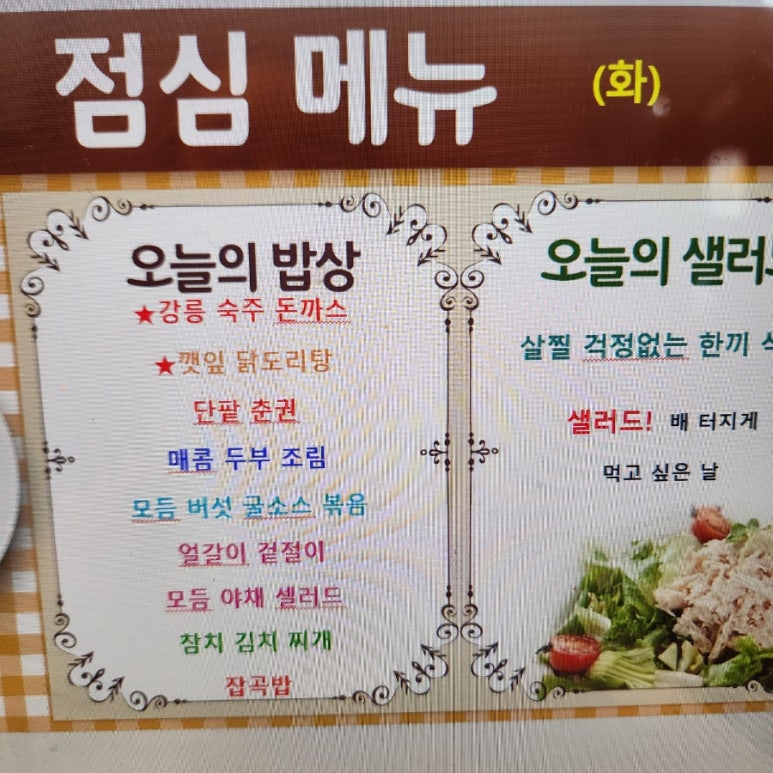 점심 메뉴
(화)
오늘의 밥상
★강릉 숙주 돈까스
★깻잎 닭도리탕
단팥 춘권
매콤 두부 조림
모듬 버섯 굴소스 볶음
얼갈이 겉절이
모듬 야채 셀러드
참치 김치 찌개
잡곡밥
오늘의
살찔 걱정없는 한끼
샐러드! 배 터지게
먹고 싶은 날